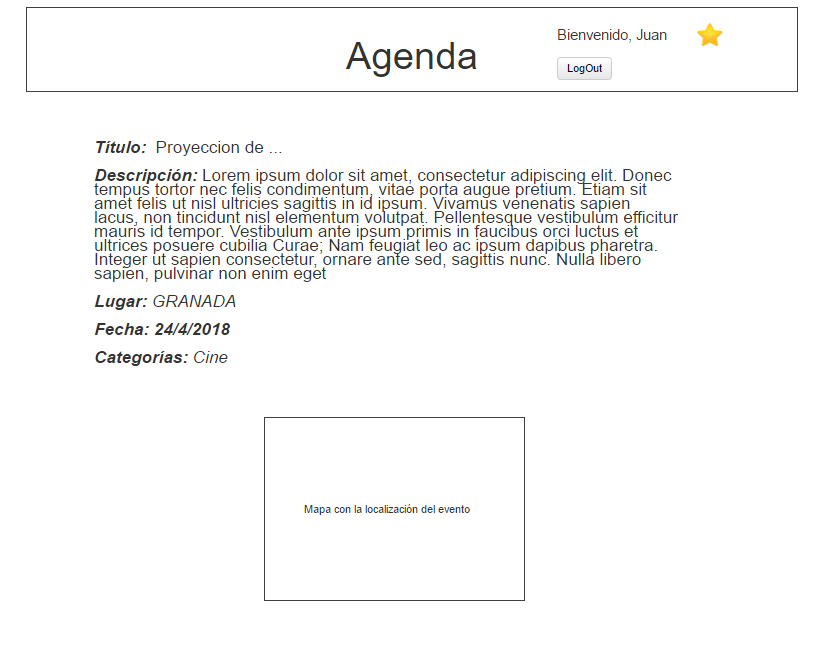 Agenda
Bienvenido, Juan
LogOut
Título: Proyeccion de ...
Descripción: Lorem ipsum dolor sit amet, consectetur adipiscing elit. Donec
tempus tortor nec felis condimentum, vitae porta augue pretium. Etiam sit
amet felis ut nisl ultricies sagittis in id ipsum. Vivamus venenatis sapien
lacus, non tincidunt nisl elementum volutpat. Pellentesque vestibulum efficitur
mauris id tempor. Vestibulum ante ipsum primis in faucibus orci luctus et
ultrices posuere cubilia Curae; Nam feugiat leo ac ipsum dapibus pharetra.
Integer ut sapien consectetur, ornare ante sed, sagittis nunc. Nulla libero
sapien, pulvinar non enim eget
Lugar: GRANADA
Fecha: 24/4/2018
Categorías: Cine
Mapa con la localización del evento